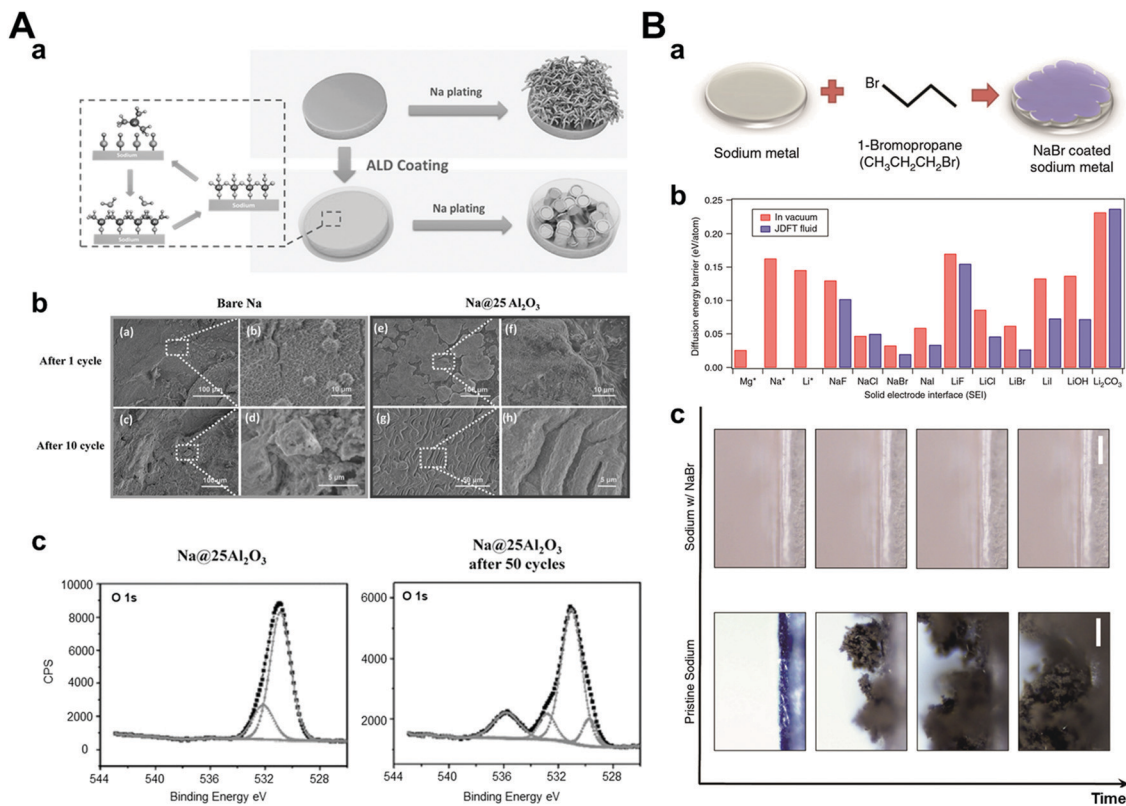 A
a
Na plating
ALD Coating
Na plating
Sodium
Sodium
Sodium
b
Bare Na
Na@25 Al₂O₃
After 1 cycle
(a)
100 μm
(b)
10 μm
(e)
100 μm
(f)
10 μm
After 10 cycle
(c)
100 μm
(d)
5 μm
(g)
50 μm
(h)
5 μm
c
Na@25Al₂O₃
O 1s
10000
8000
6000
4000
2000
0
CPS
544
540
536
532
528
Binding Energy eV
Na@25Al₂O₃
after 50 cycles
O 1s
6000
4000
2000
544
540
536
532
528
Binding Energy eV
B
a
Br
Sodium metal
1-Bromopropane
(CH₃CH₂CH₂Br)
NaBr coated
sodium metal
b
0.25
0.20
0.15
0.10
0.05
0.00
Diffusion energy barrier (eV/atom)
In vacuum
JDFT fluid
Mg*
Na*
Li*
NaF
NaCl
NaBr
NaI
LiF
LiCl
LiBr
LiI
LiOH
Li₂CO₃
Solid electrode interface (SEI)
c
Sodium w/ NaBr
Pristine Sodium
Time